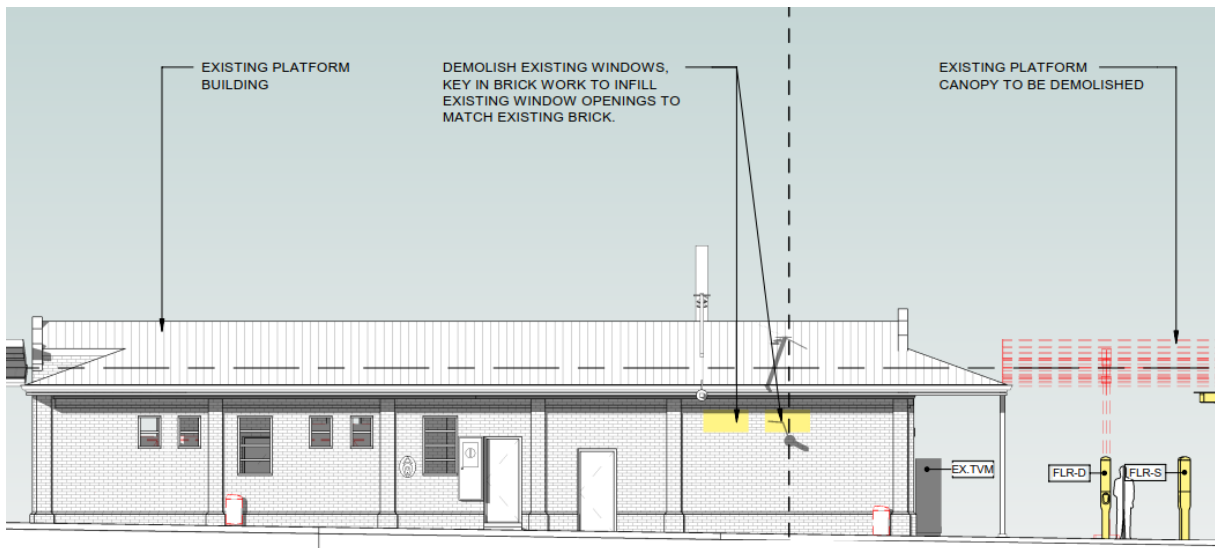 EXISTING PLATFORM
BUILDING
DEMOLISH EXISTING WINDOWS,
KEY IN BRICK WORK TO INFILL
EXISTING WINDOW OPENINGS TO
MATCH EXISTING BRICK.
EXISTING PLATFORM
CANOPY TO BE DEMOLISHED
EX.TVM
FLR-D
FLR-S